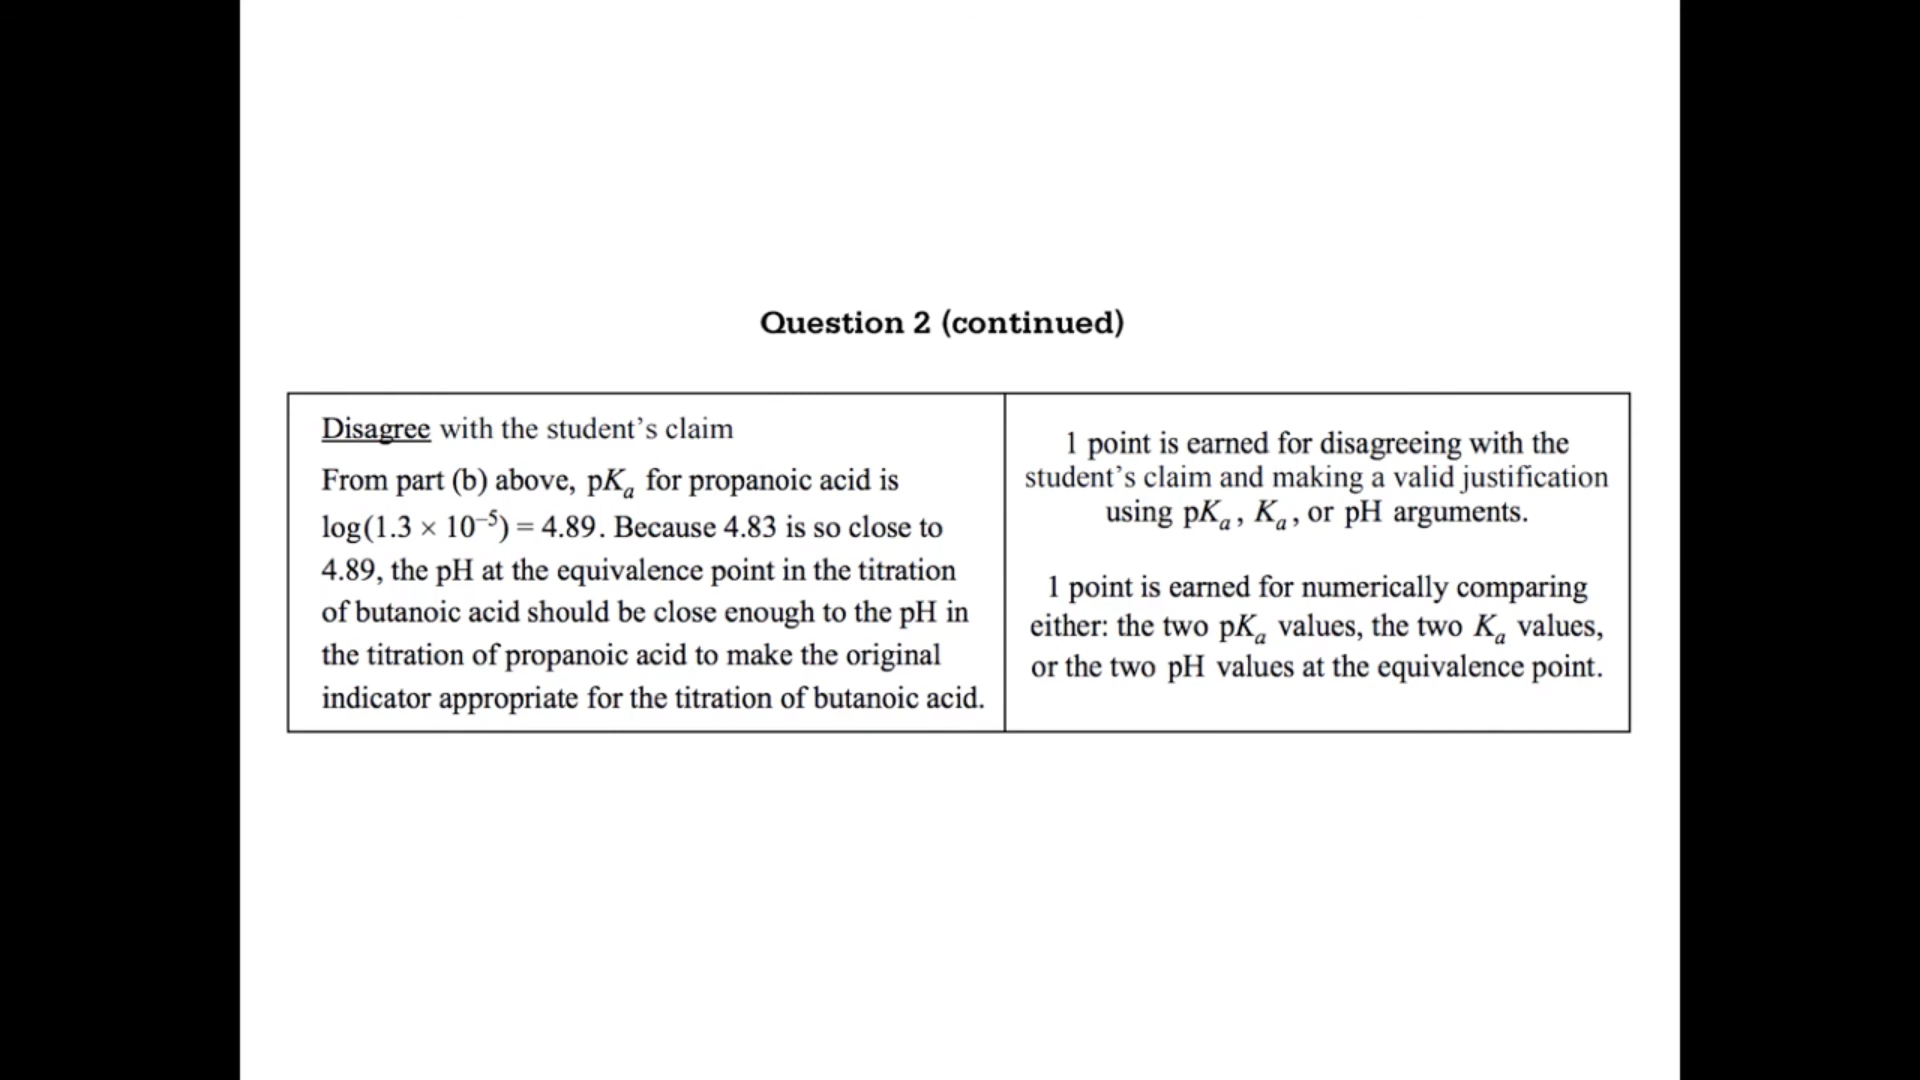 Question 2 (continued)
Disagree with the student’s claim
From part (b) above, pKₐ for propanoic acid is
log(1.3 × 10⁻⁵) = 4.89. Because 4.83 is so close to
4.89, the pH at the equivalence point in the titration
of butanoic acid should be close enough to the pH in
the titration of propanoic acid to make the original
indicator appropriate for the titration of butanoic acid.
1 point is earned for disagreeing with the
student’s claim and making a valid justification
using pKₐ, Kₐ, or pH arguments.
1 point is earned for numerically comparing
either: the two pKₐ values, the two Kₐ values,
or the two pH values at the equivalence point.